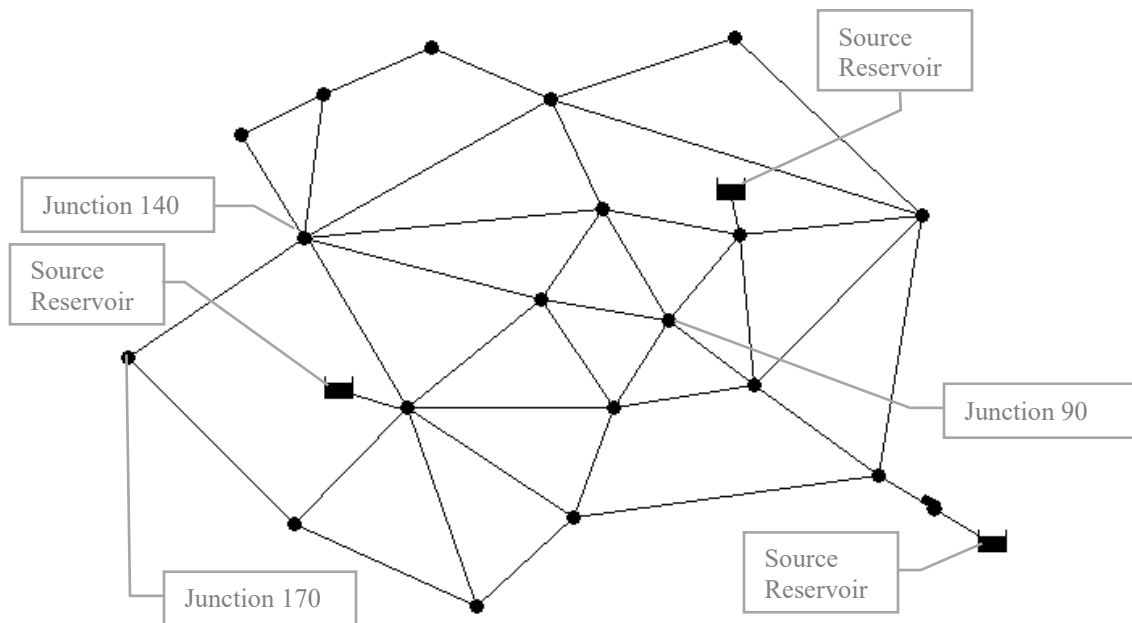 Source
Reservoir
Junction 140
Source
Reservoir
Junction 90
Source
Reservoir
Junction 170